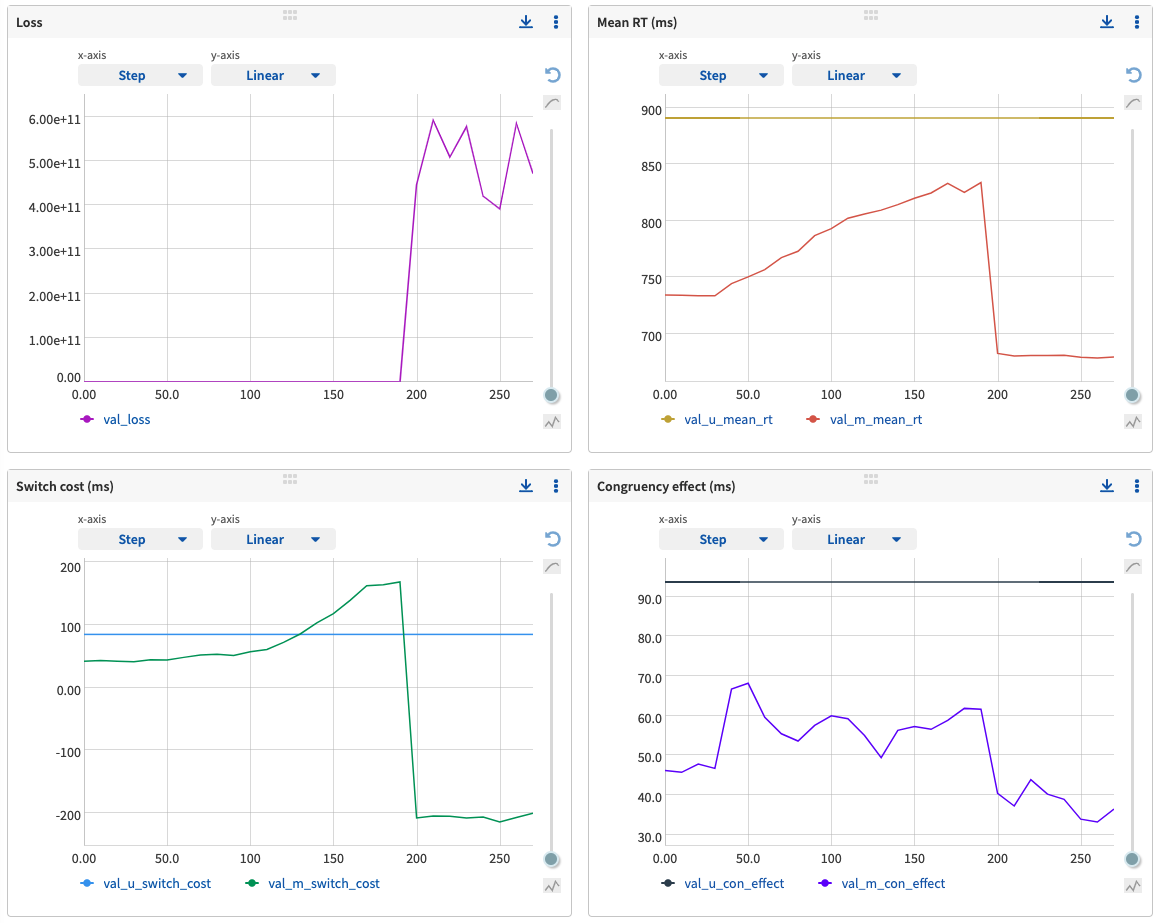 Loss
x-axis y-axis
Step Linear
6.00e+11
5.00e+11
4.00e+11
3.00e+11
2.00e+11
1.00e+11
0.00
0.00 50.0 100 150 200 250
val_loss
Mean RT (ms)
x-axis y-axis
Step Linear
900
850
800
750
700
0.00 50.0 100 150 200 250
val_u_mean_rt val_m_mean_rt
Switch cost (ms)
x-axis y-axis
Step Linear
200
100
0.00
-100
-200
0.00 50.0 100 150 200 250
val_u_switch_cost val_m_switch_cost
Congruency effect (ms)
x-axis y-axis
Step Linear
90.0
80.0
70.0
60.0
50.0
40.0
30.0
0.00 50.0 100 150 200 250
val_u_con_effect val_m_con_effect